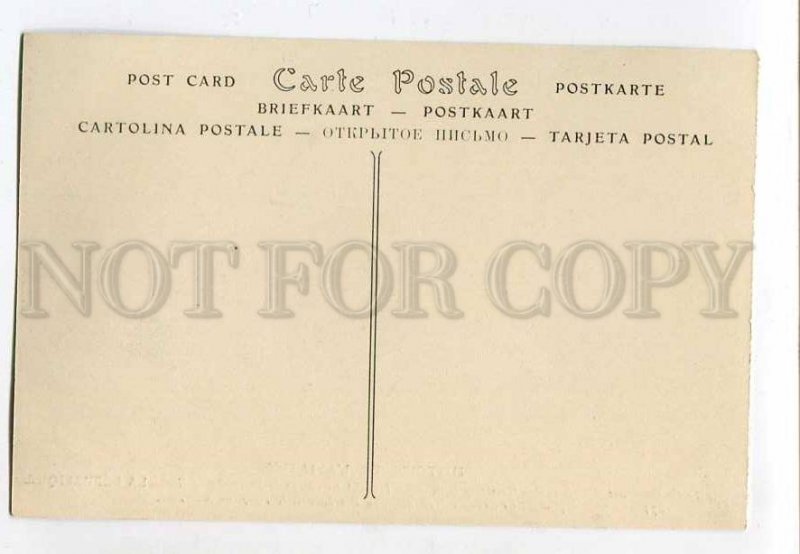 POST CARD Carte Postale POSTKARTE
BRIEFKAART — POSTKAART
CARTOLINA POSTALE — ОТКРЫТОЕ ПИСЬМО — TARJETA POSTAL
NOT FOR COPY